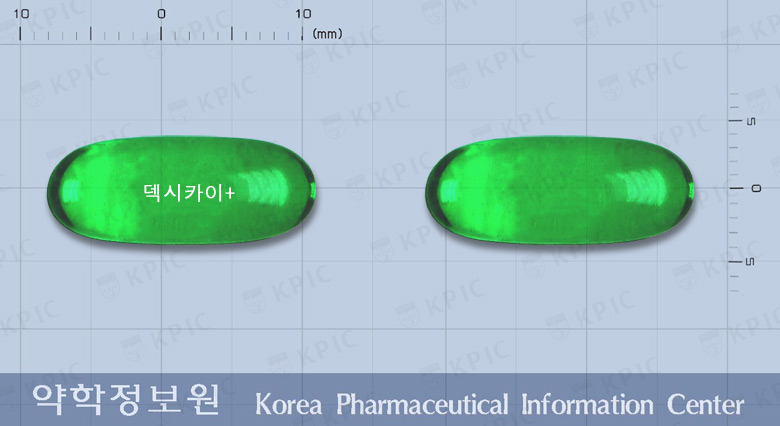 10 0 10
(mm)
KPIC
덱시카이+
5
0
5
약학정보원 Korea Pharmaceutical Information Center